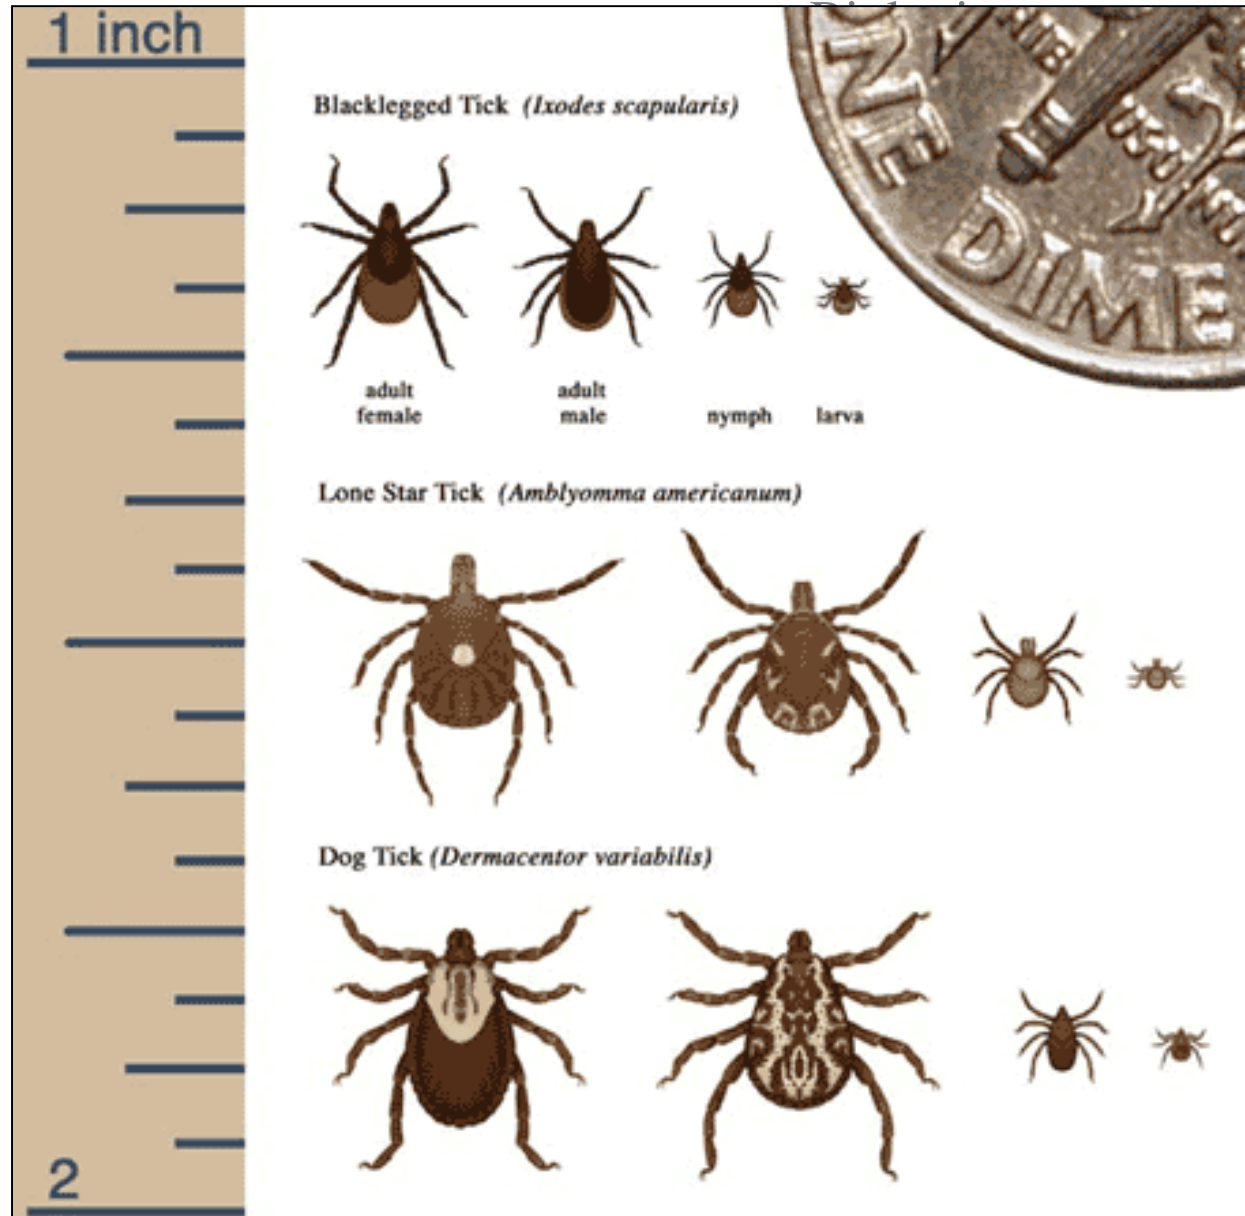 1 inch
Blacklegged Tick (Ixodes scapularis)
ONE DIME
adult female
adult male
nymph
larva
Lone Star Tick (Amblyomma americanum)
Dog Tick (Dermacentor variabilis)
2